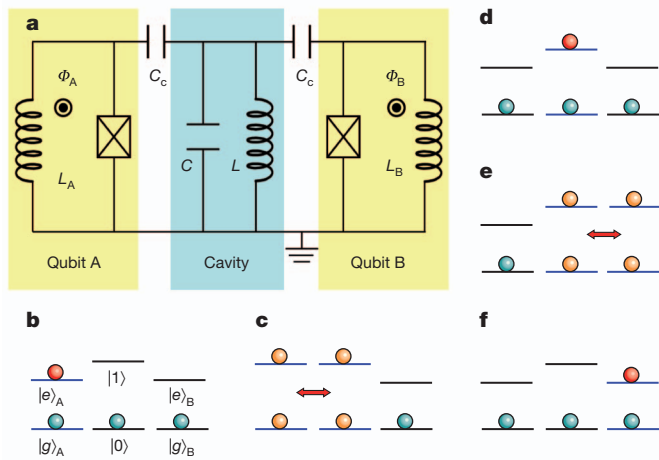 a
Φ_A
C_c
C_c
Φ_B
L_A
C
L
L_B
Qubit A
Cavity
Qubit B
b
|1⟩
|e⟩_A
|e⟩_B
|g⟩_A
|0⟩
|g⟩_B
c
d
e
f